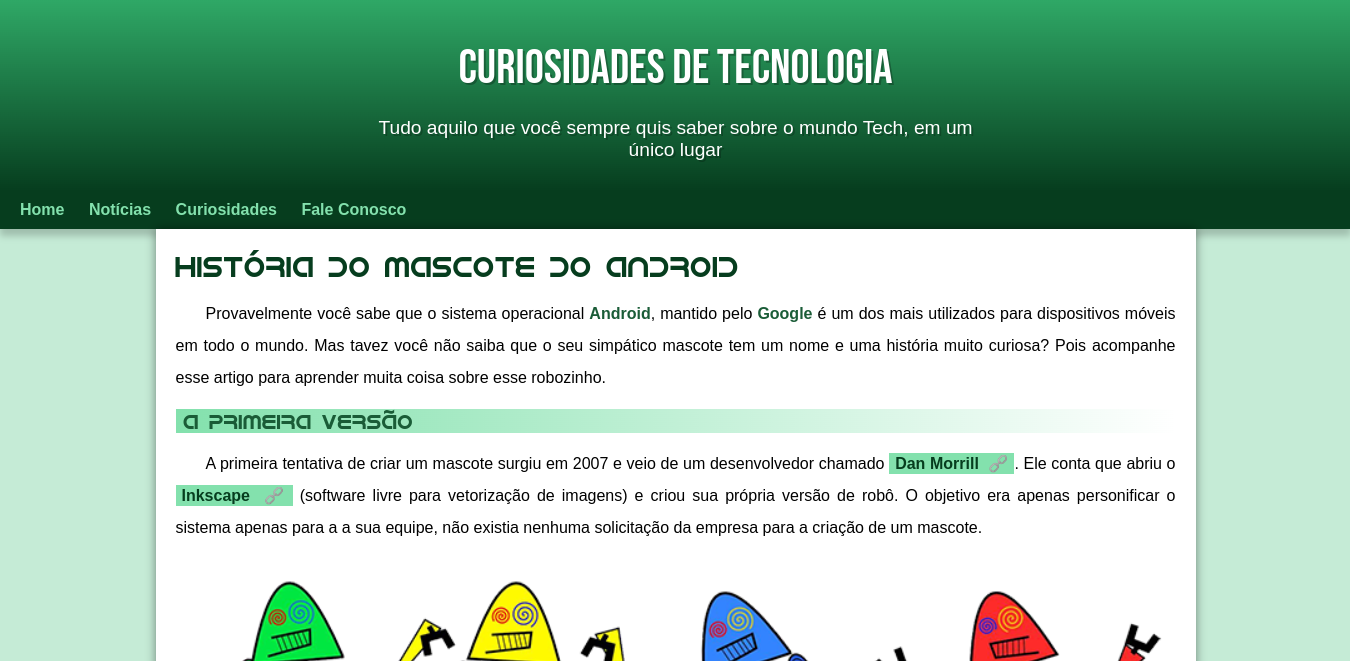 CURIOSIDADES DE TECNOLOGIA
Tudo aquilo que você sempre quis saber sobre o mundo Tech, em um
único lugar
Home Notícias Curiosidades Fale Conosco
HISTÓRIA DO MASCOTE DO ANDROID
Provavelmente você sabe que o sistema operacional Android, mantido pelo Google é um dos mais utilizados para dispositivos móveis
em todo o mundo. Mas tavez você não saiba que o seu simpático mascote tem um nome e uma história muito curiosa? Pois acompanhe
esse artigo para aprender muita coisa sobre esse robozinho.
A PRIMEIRA VERSÃO
A primeira tentativa de criar um mascote surgiu em 2007 e veio de um desenvolvedor chamado Dan Morrill 🔗. Ele conta que abriu o
Inkscape 🔗 (software livre para vetorização de imagens) e criou sua própria versão de robô. O objetivo era apenas personificar o
sistema apenas para a a sua equipe, não existia nenhuma solicitação da empresa para a criação de um mascote.